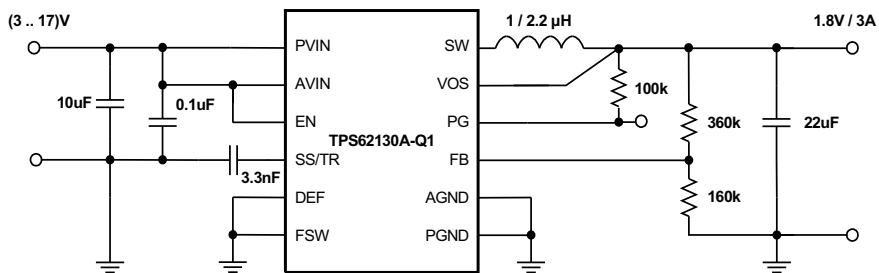 (3 .. 17)V
1 / 2.2 µH
1.8V / 3A
PVIN
SW
AVIN
VOS
10uF
0.1uF
100k
EN
PG
TPS62130A-Q1
360k
22uF
SS/TR
FB
3.3nF
DEF
AGND
160k
FSW
PGND